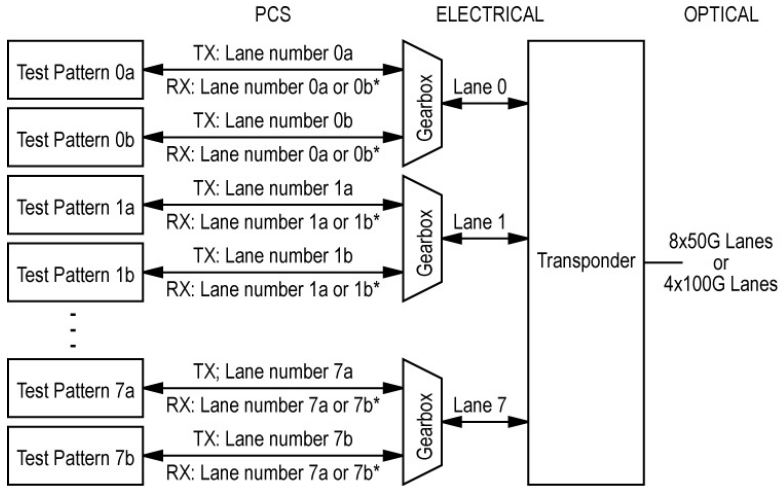 PCS
ELECTRICAL
OPTICAL
Test Pattern 0a
TX: Lane number 0a
RX: Lane number 0a or 0b*
Test Pattern 0b
TX: Lane number 0b
RX: Lane number 0a or 0b*
Gearbox
Lane 0
Test Pattern 1a
TX: Lane number 1a
RX: Lane number 1a or 1b*
Test Pattern 1b
TX: Lane number 1b
RX: Lane number 1a or 1b*
Gearbox
Lane 1
Test Pattern 7a
TX; Lane number 7a
RX: Lane number 7a or 7b*
Test Pattern 7b
TX: Lane number 7b
RX: Lane number 7a or 7b*
Gearbox
Lane 7
Transponder
8x50G Lanes
or
4x100G Lanes